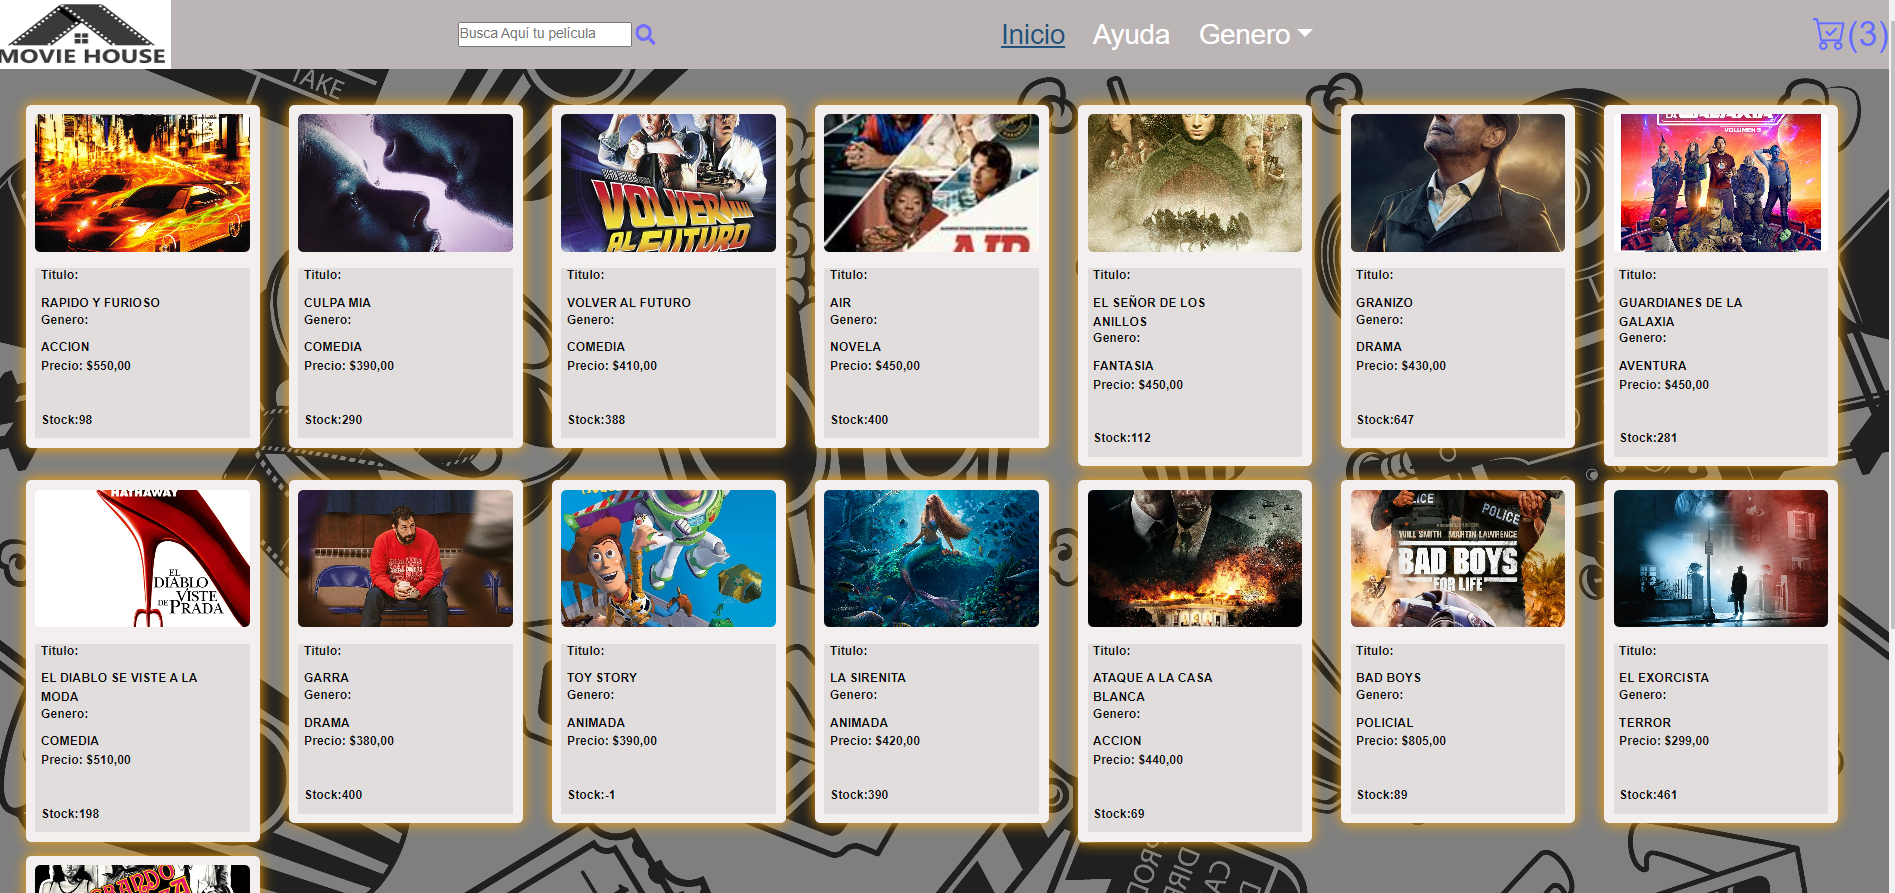 MOVIE HOUSE
Busca Aquí tu película
Inicio
Ayuda
Genero
(3)
TAKE
VOLVER
AL FUTURO
AIR
LA GALAXIA
VOLUMEN 3
Titulo:
RAPIDO Y FURIOSO
Genero:
ACCION
Precio: $550,00
Stock:98
Titulo:
CULPA MIA
Genero:
COMEDIA
Precio: $390,00
Stock:290
Titulo:
VOLVER AL FUTURO
Genero:
COMEDIA
Precio: $410,00
Stock:388
Titulo:
AIR
Genero:
NOVELA
Precio: $450,00
Stock:400
Titulo:
EL SEÑOR DE LOS
ANILLOS
Genero:
FANTASIA
Precio: $450,00
Stock:112
Titulo:
GRANIZO
Genero:
DRAMA
Precio: $430,00
Stock:647
Titulo:
GUARDIANES DE LA
GALAXIA
Genero:
AVENTURA
Precio: $450,00
Stock:281
HATHAWAY
EL
DIABLO
VISTE
DE PRADA
Titulo:
EL DIABLO SE VISTE A LA
MODA
Genero:
COMEDIA
Precio: $510,00
Stock:198
Titulo:
GARRA
Genero:
DRAMA
Precio: $380,00
Stock:400
Titulo:
TOY STORY
Genero:
ANIMADA
Precio: $390,00
Stock:-1
Titulo:
LA SIRENITA
Genero:
ANIMADA
Precio: $420,00
Stock:390
Titulo:
ATAQUE A LA CASA
BLANCA
Genero:
ACCION
Precio: $440,00
Stock:69
POLICE
WILL SMITH MARTIN LAWRENCE
BAD BOYS
FOR LIFE
Titulo:
BAD BOYS
Genero:
POLICIAL
Precio: $805,00
Stock:89
Titulo:
EL EXORCISTA
Genero:
TERROR
Precio: $299,00
Stock:461